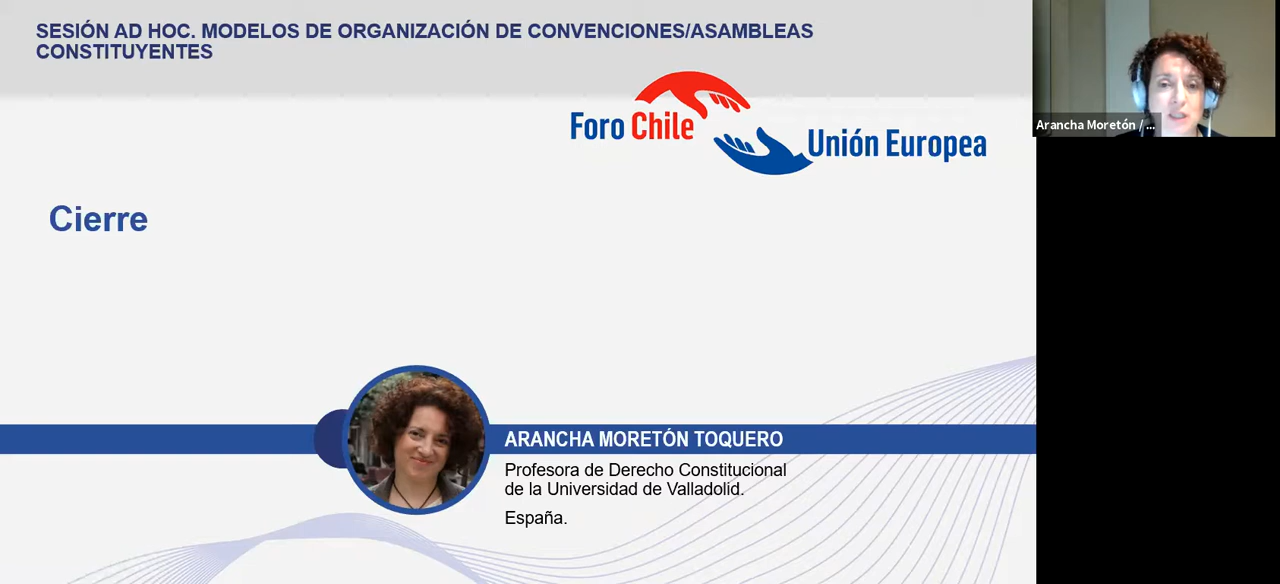 SESIÓN AD HOC. MODELOS DE ORGANIZACIÓN DE CONVENCIONES/ASAMBLEAS
CONSTITUYENTES
Foro Chile
Unión Europea
Arancha Moretón / ...
Cierre
ARANCHA MORETÓN TOQUERO
Profesora de Derecho Constitucional
de la Universidad de Valladolid.
España.